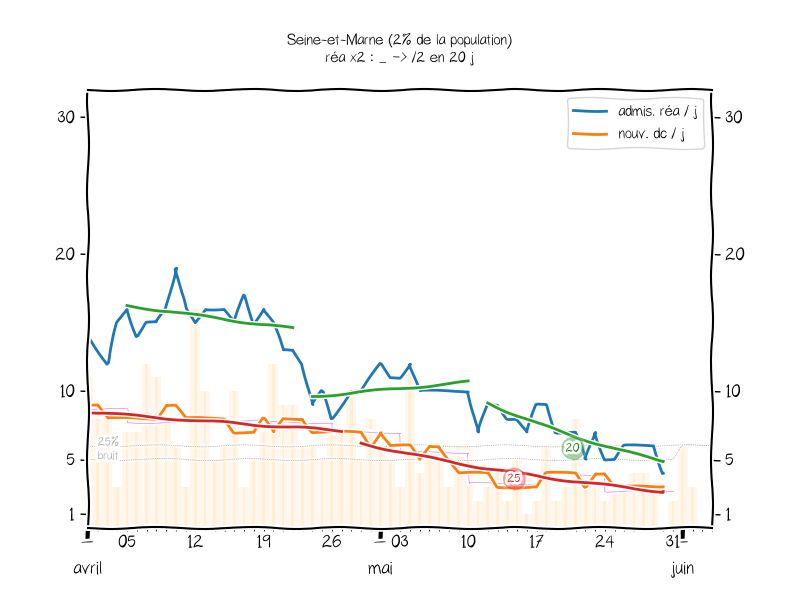 Seine-et-Marne (2% de la population)
réa x2 : _ -> /2 en 20 j
admis. réa / j
nouv. dc / j
30
30
20
20
10
10
25%
bruit
5
5
20
25
1
1
05
12
19
26
03
10
17
24
31
avril
mai
juin